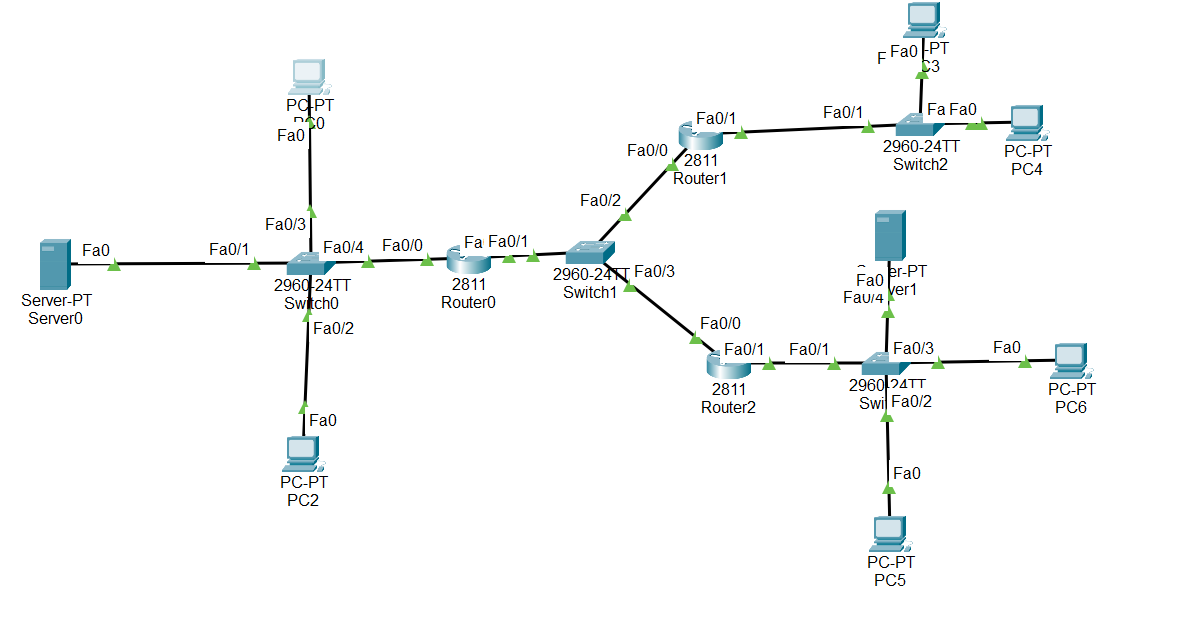 Fa0
-PT
C3
Fa0/1
Fa0/1
Fa
Fa0
2960-24TT
Switch2
PC-PT
PC4
PC-PT
Fa0
Fa0/0
2811
Router1
Fa0/2
Fa0/3
Fa0
Fa0/1
Fa0/4
Fa0/0
Fa
Fa0/1
2960-24TT
Switch0
2811
Router0
2960-24TT
Switch1
Fa0/3
Server-PT
Server0
Fa0/2
er-PT
Fa0
Fa0/4
ver1
Fa0/0
Fa0/1
Fa0/1
Fa0/3
Fa0
2811
Router2
Fa0/2
PC-PT
PC6
Fa0
PC-PT
PC2
Fa0
PC-PT
PC5